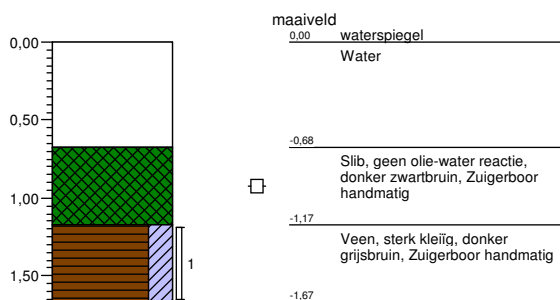 maaiveld
0,00
0,00 waterspiegel
Water
0,50
-0,68
Slib, geen olie-water reactie,
donker zwartbruin, Zuigerboor
handmatig
1,00
-1,17
Veen, sterk kleiïg, donker
grijsbruin, Zuigerboor handmatig
1
1,50
-1,67